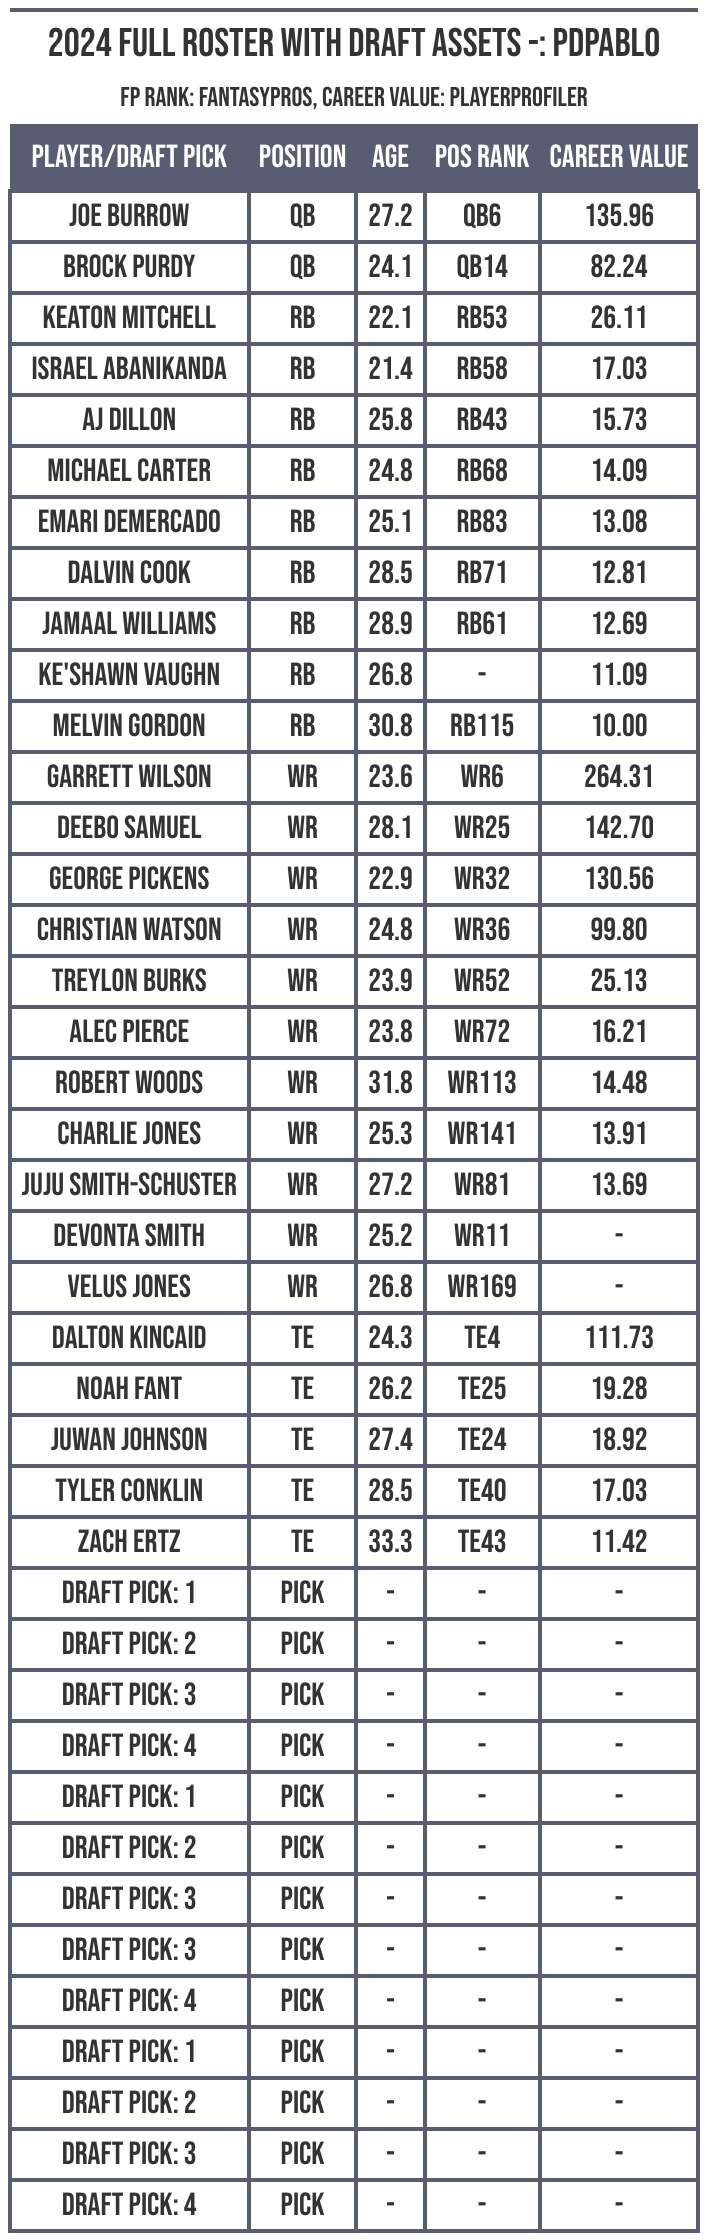 2024 FULL ROSTER WITH DRAFT ASSETS -: PDPABLO
FP RANK: FANTASYPROS, CAREER VALUE: PLAYERPROFILER
PLAYER/DRAFT PICK POSITION AGE POS RANK CAREER VALUE
JOE BURROW QB 27.2 QB6 135.96
BROCK PURDY QB 24.1 QB14 82.24
KEATON MITCHELL RB 22.1 RB53 26.11
ISRAEL ABANIKANDA RB 21.4 RB58 17.03
AJ DILLON RB 25.8 RB43 15.73
MICHAEL CARTER RB 24.8 RB68 14.09
EMARI DEMERCADO RB 25.1 RB83 13.08
DALVIN COOK RB 28.5 RB71 12.81
JAMAAL WILLIAMS RB 28.9 RB61 12.69
KE'SHAWN VAUGHN RB 26.8 - 11.09
MELVIN GORDON RB 30.8 RB115 10.00
GARRETT WILSON WR 23.6 WR6 264.31
DEEBO SAMUEL WR 28.1 WR25 142.70
GEORGE PICKENS WR 22.9 WR32 130.56
CHRISTIAN WATSON WR 24.8 WR36 99.80
TREYLON BURKS WR 23.9 WR52 25.13
ALEC PIERCE WR 23.8 WR72 16.21
ROBERT WOODS WR 31.8 WR113 14.48
CHARLIE JONES WR 25.3 WR141 13.91
JUJU SMITH-SCHUSTER WR 27.2 WR81 13.69
DEVONTA SMITH WR 25.2 WR11 -
VELUS JONES WR 26.8 WR169 -
DALTON KINCAID TE 24.3 TE4 111.73
NOAH FANT TE 26.2 TE25 19.28
JUWAN JOHNSON TE 27.4 TE24 18.92
TYLER CONKLIN TE 28.5 TE40 17.03
ZACH ERTZ TE 33.3 TE43 11.42
DRAFT PICK: 1 PICK - - -
DRAFT PICK: 2 PICK - - -
DRAFT PICK: 3 PICK - - -
DRAFT PICK: 4 PICK - - -
DRAFT PICK: 1 PICK - - -
DRAFT PICK: 2 PICK - - -
DRAFT PICK: 3 PICK - - -
DRAFT PICK: 3 PICK - - -
DRAFT PICK: 4 PICK - - -
DRAFT PICK: 1 PICK - - -
DRAFT PICK: 2 PICK - - -
DRAFT PICK: 3 PICK - - -
DRAFT PICK: 4 PICK - - -